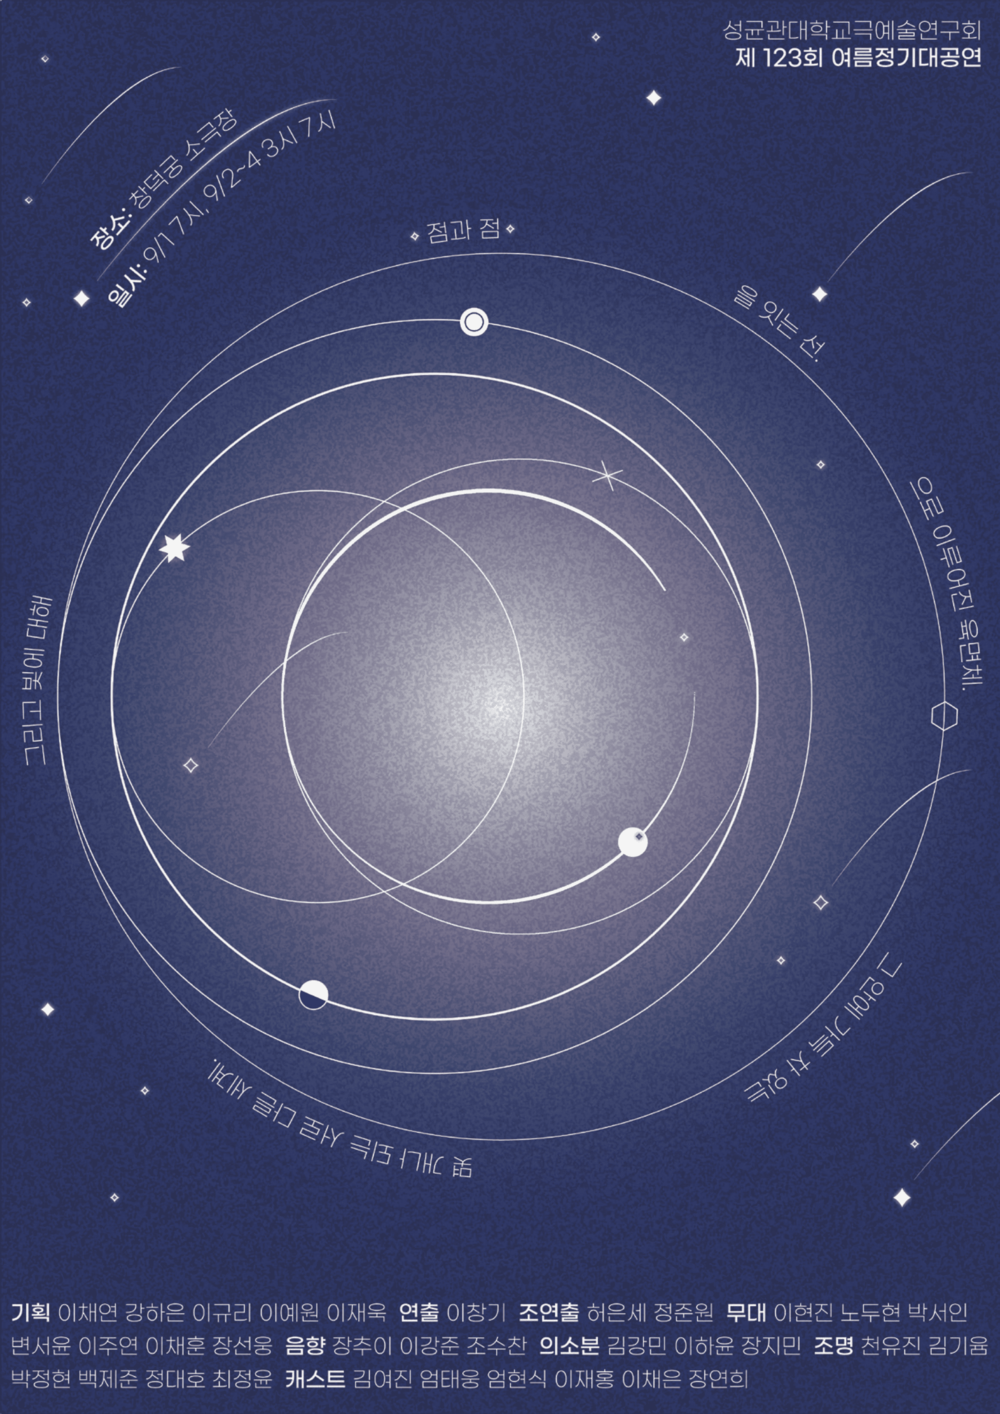 성균관대학교극예술연구회
제 123회 여름정기대공연
장소: 창덕궁 소극장
일시: 9/1 7시, 9/2~4 3시 7시
점과 점
을 잇는 선.
으로 이루어진 육면체.
그 안에 가득 차 있는
몇 개나 되는 서로 다른 세계.
그리고 빛에 대해
기획 이채연 강하은 이규리 이예원 이재욱 연출 이창기 조연출 허은세 정준원 무대 이현진 노두현 박서인
변서윤 이주연 이채훈 장선웅 음향 장추이 이강준 조수찬 의소분 김강민 이하윤 장지민 조명 천유진 김기윰
박정현 백제준 정대호 최정윤 캐스트 김여진 엄태웅 엄현식 이재홍 이채은 장연희